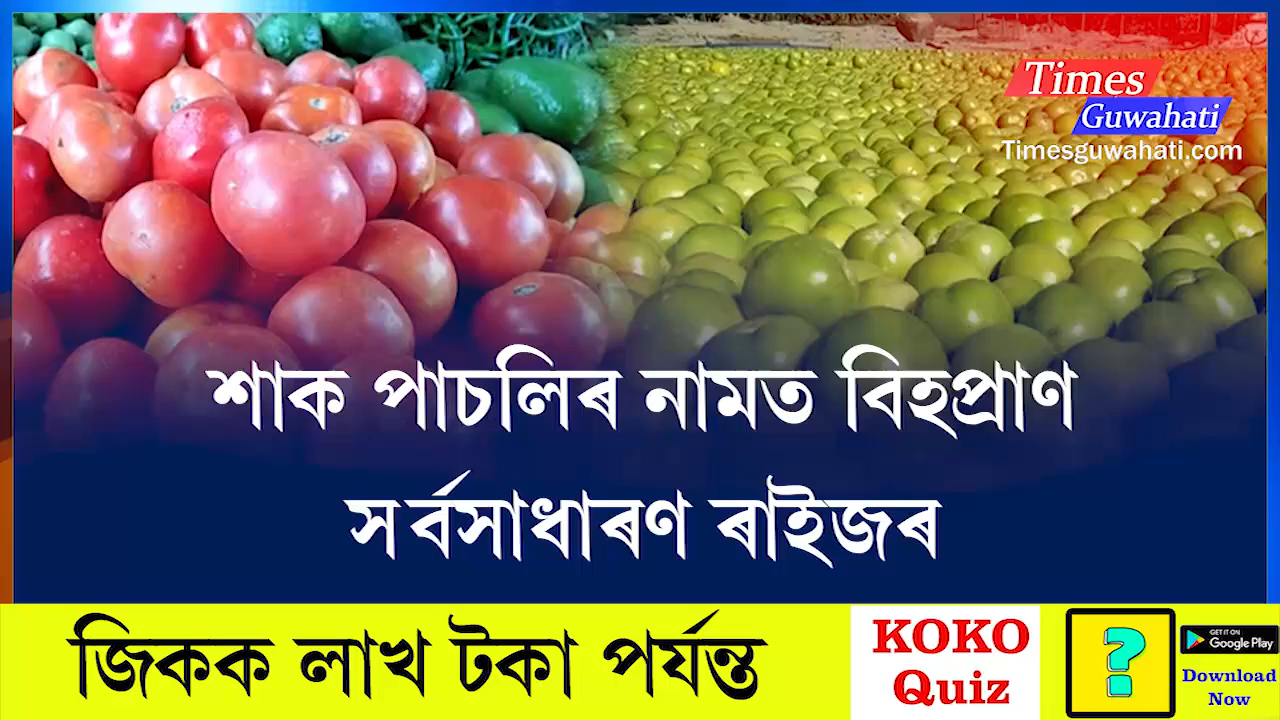 Times
Guwahati
Timesguwahati.com
শাক পাচলিৰ নামত বিহপ্ৰাণ
সৰ্বসাধাৰণ ৰাইজৰ
জিকক লাখ টকা পৰ্যন্ত
KOKO
Quiz
?
GET IT ON
Google Play
Download
Now